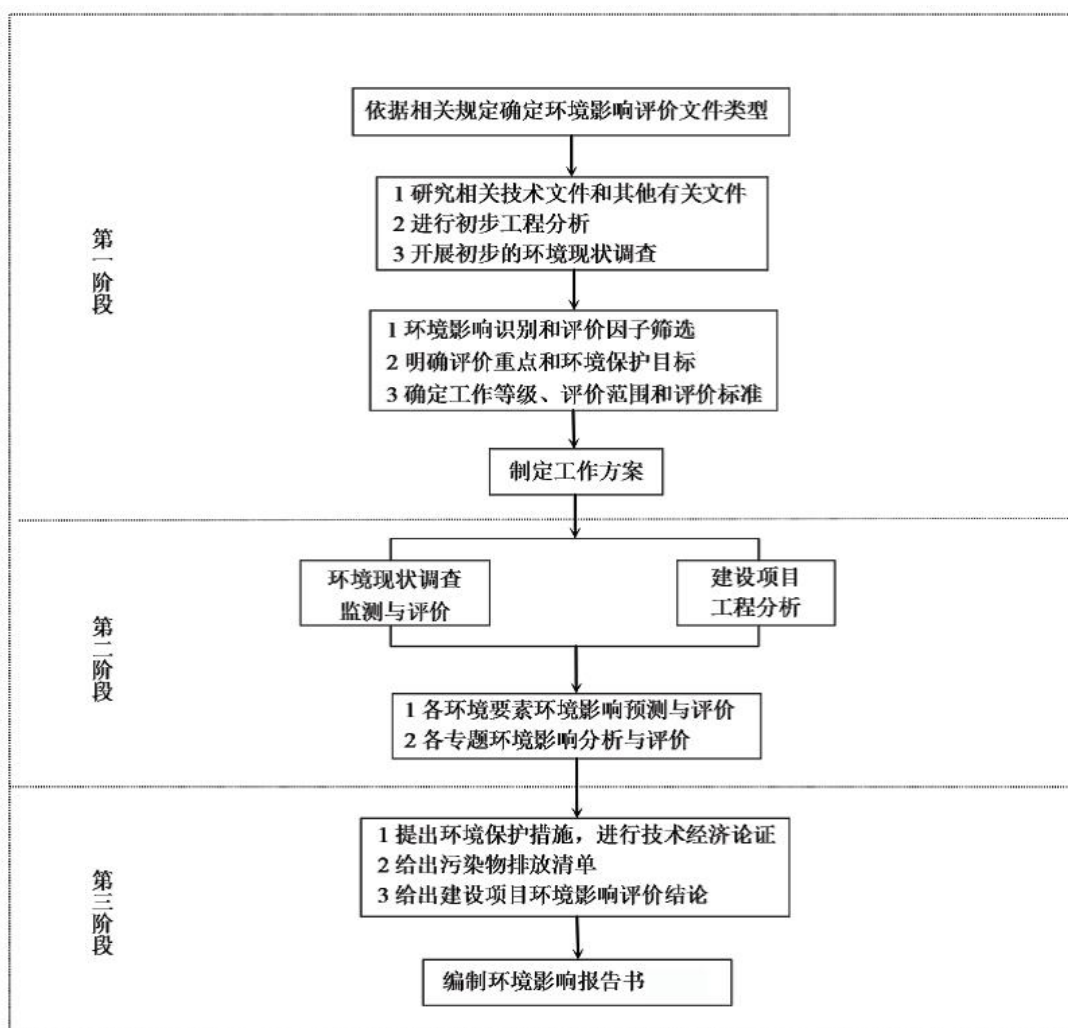 依据相关规定确定环境影响评价文件类型
1 研究相关技术文件和其他有关文件
2 进行初步工程分析
3 开展初步的环境现状调查
第一阶段
1 环境影响识别和评价因子筛选
2 明确评价重点和环境保护目标
3 确定工作等级、评价范围和评价标准
制定工作方案
第二阶段
环境现状调查
监测与评价
建设项目
工程分析
1 各环境要素环境影响预测与评价
2 各专题环境影响分析与评价
第三阶段
1 提出环境保护措施，进行技术经济论证
2 给出污染物排放清单
3 给出建设项目环境影响评价结论
编制环境影响报告书